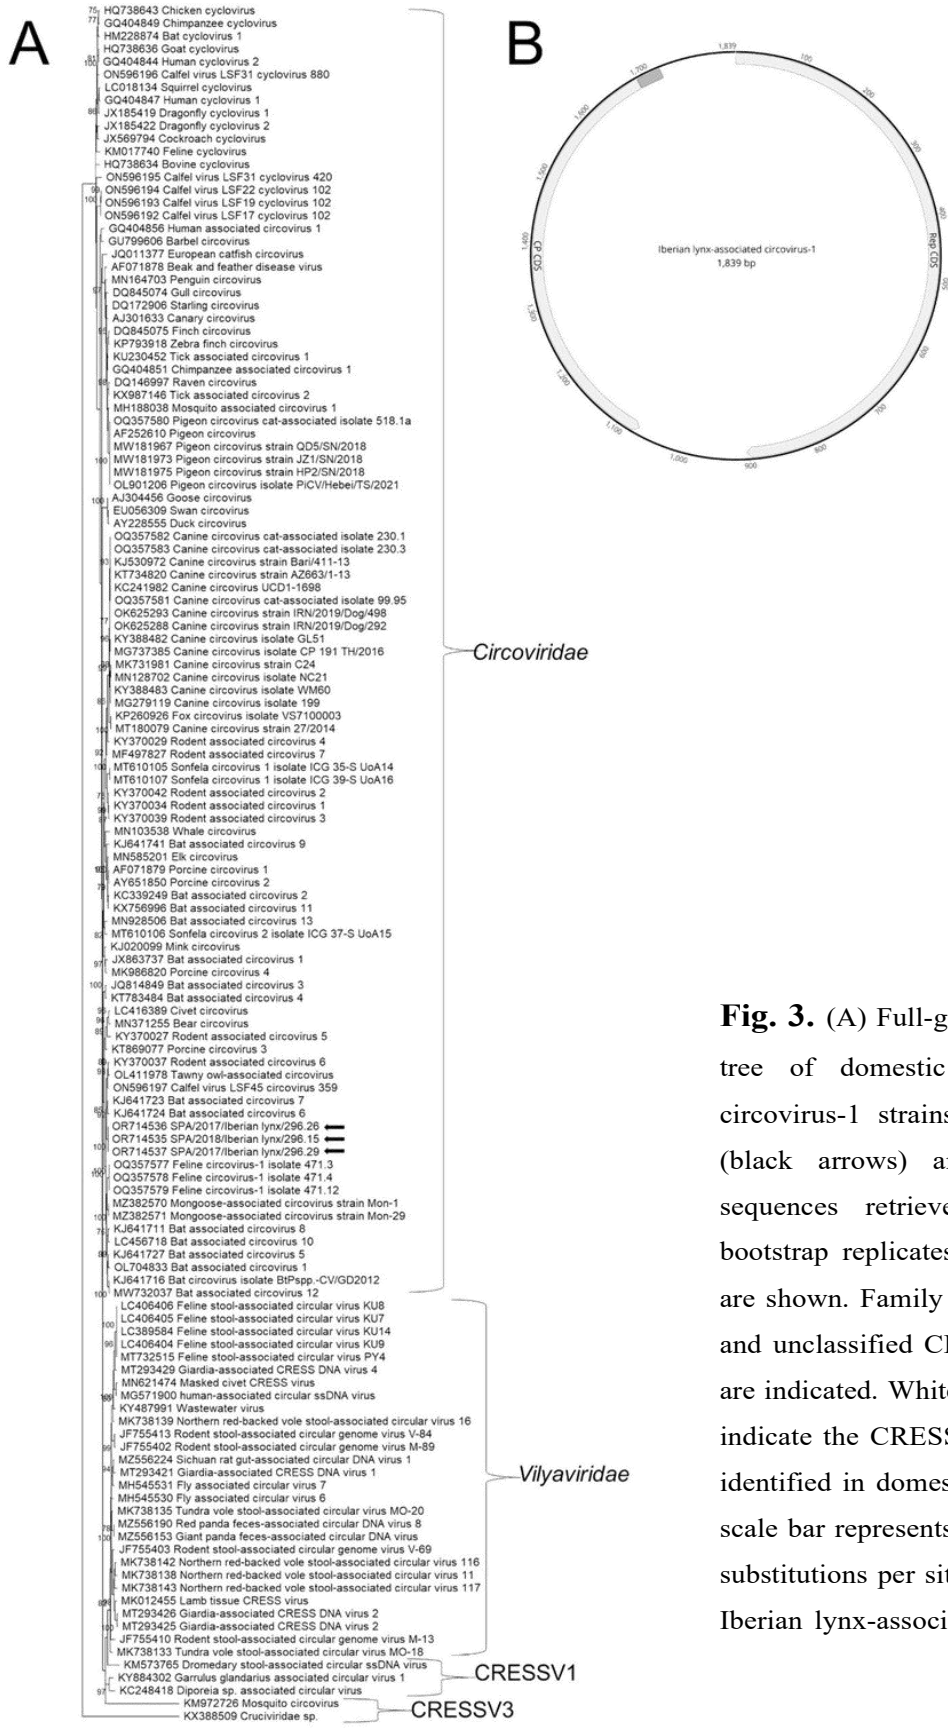 A
HQ738643 Chicken cyclovirus
GQ404849 Chimpanzee cyclovirus
HM228874 Bat cyclovirus 1
HQ738636 Goat cyclovirus
GQ404844 Human cyclovirus 2
ON596196 Calfel virus LSF31 cyclovirus 880
LC018134 Squirrel cyclovirus
GQ404847 Human cyclovirus 1
JX185419 Dragonfly cyclovirus 1
JX185422 Dragonfly cyclovirus 2
JX569794 Cockroach cyclovirus
KM017740 Feline cyclovirus
HQ738634 Bovine cyclovirus
ON596195 Calfel virus LSF31 cyclovirus 420
ON596194 Calfel virus LSF22 cyclovirus 102
ON596193 Calfel virus LSF19 cyclovirus 102
ON596192 Calfel virus LSF17 cyclovirus 102
GQ404856 Human associated circovirus 1
GU799606 Barbel circovirus
JQ011377 European catfish circovirus
AF071878 Beak and feather disease virus
MN164703 Penguin circovirus
DQ845074 Gull circovirus
DQ172906 Starling circovirus
AJ301633 Canary circovirus
DQ845075 Finch circovirus
KP793918 Zebra finch circovirus
KU230452 Tick associated circovirus 1
GQ404851 Chimpanzee associated circovirus 1
DQ146997 Raven circovirus
KX987146 Tick associated circovirus 2
MH188038 Mosquito associated circovirus 1
OQ357580 Pigeon circovirus cat-associated isolate 518.1a
AF252610 Pigeon circovirus
MW181967 Pigeon circovirus strain QD5/SN/2018
MW181973 Pigeon circovirus strain JZ1/SN/2018
MW181975 Pigeon circovirus strain HP2/SN/2018
OL901206 Pigeon circovirus isolate PiCV/Hebei/TS/2021
AJ304456 Goose circovirus
EU056309 Swan circovirus
AY228555 Duck circovirus
OQ357582 Canine circovirus cat-associated isolate 230.1
OQ357583 Canine circovirus cat-associated isolate 230.3
KJ530972 Canine circovirus strain Bari/411-13
KT734820 Canine circovirus strain AZ663/1-13
KC241982 Canine circovirus UCD1-1698
OQ357581 Canine circovirus cat-associated isolate 99.95
OK625293 Canine circovirus strain IRN/2019/Dog/498
OK625288 Canine circovirus strain IRN/2019/Dog/292
KY388482 Canine circovirus isolate GL51
MG737385 Canine circovirus isolate CP 191 TH/2016
MK731981 Canine circovirus strain C24
MN128702 Canine circovirus isolate NC21
KY388483 Canine circovirus isolate WM60
MG279119 Canine circovirus isolate 199
KP260926 Fox circovirus isolate VS7100003
MT180079 Canine circovirus strain 27/2014
KY370029 Rodent associated circovirus 4
MF497827 Rodent associated circovirus 7
MT610105 Sonfela circovirus 1 isolate ICG 35-S UoA14
MT610107 Sonfela circovirus 1 isolate ICG 39-S UoA16
KY370042 Rodent associated circovirus 2
KY370034 Rodent associated circovirus 1
KY370039 Rodent associated circovirus 3
MN103538 Whale circovirus
KJ641741 Bat associated circovirus 9
MN585201 Elk circovirus
AF071879 Porcine circovirus 1
AY651850 Porcine circovirus 2
KC339249 Bat associated circovirus 2
KX756996 Bat associated circovirus 11
MN928506 Bat associated circovirus 13
MT610106 Sonfela circovirus 2 isolate ICG 37-S UoA15
KJ020099 Mink circovirus
JX863737 Bat associated circovirus 1
MK986820 Porcine circovirus 4
JQ814849 Bat associated circovirus 3
KT783484 Bat associated circovirus 4
LC416389 Civet circovirus
MN371255 Bear circovirus
KY370027 Rodent associated circovirus 5
KT869077 Porcine circovirus 3
KY370037 Rodent associated circovirus 6
OL411978 Tawny owl-associated circovirus
ON596197 Calfel virus LSF45 circovirus 359
KJ641723 Bat associated circovirus 7
KJ641724 Bat associated circovirus 6
OR714536 SPA/2017/Iberian lynx/296.26
OR714535 SPA/2018/Iberian lynx/296.15
OR714537 SPA/2017/Iberian lynx/296.29
OQ357577 Feline circovirus-1 isolate 471.3
OQ357578 Feline circovirus-1 isolate 471.4
OQ357579 Feline circovirus-1 isolate 471.12
MZ382570 Mongoose-associated circovirus strain Mon-1
MZ382571 Mongoose-associated circovirus strain Mon-29
KJ641711 Bat associated circovirus 8
LC456718 Bat associated circovirus 10
KJ641727 Bat associated circovirus 5
OL704833 Bat associated circovirus 1
KJ641716 Bat circovirus isolate BtPspp.-CV/GD2012
MW732037 Bat associated circovirus 12
Circoviridae
LC406406 Feline stool-associated circular virus KU8
LC406405 Feline stool-associated circular virus KU7
LC389584 Feline stool-associated circular virus KU14
LC406404 Feline stool-associated circular virus KU9
MT732515 Feline stool-associated circular virus PY4
MT293429 Giardia-associated CRESS DNA virus 4
MN621474 Masked civet CRESS virus
MG571900 human-associated circular ssDNA virus
KY487991 Wastewater virus
MK738139 Northern red-backed vole stool-associated circular virus 16
JF755413 Rodent stool-associated circular genome virus V-84
JF755402 Rodent stool-associated circular genome virus M-89
MZ556224 Sichuan rat gut-associated circular DNA virus 1
MT293421 Giardia-associated CRESS DNA virus 1
MH545531 Fly associated circular virus 7
MH545530 Fly associated circular virus 6
MK738135 Tundra vole stool-associated circular virus MO-20
MZ556190 Red panda feces-associated circular DNA virus 8
MZ556153 Giant panda feces-associated circular DNA virus
JF755403 Rodent stool-associated circular genome virus V-69
MK738142 Northern red-backed vole stool-associated circular virus 116
MK738138 Northern red-backed vole stool-associated circular virus 11
MK738143 Northern red-backed vole stool-associated circular virus 117
MK012455 Lamb tissue CRESS virus
MT293426 Giardia-associated CRESS DNA virus 2
MT293425 Giardia-associated CRESS DNA virus 2
JF755410 Rodent stool-associated circular genome virus M-13
MK738133 Tundra vole stool-associated circular virus MO-18
Vilyaviridae
KM573765 Dromedary stool-associated circular ssDNA virus
KY884302 Garrulus glandarius associated circular virus 1
KC248418 Diporeia sp. associated circular virus
CRESSV1
KM972726 Mosquito circovirus
KX388509 Cruciviridae sp.
CRESSV3
B
1,839
100
200
300
400
500
600
700
800
900
1,000
1,100
1,200
1,300
1,400
1,500
1,600
1,700
Rep CDS
CP CDS
Iberian lynx-associated circovirus-1
1,839 bp
Fig. 3. (A) Full-g
tree of domestic
circovirus-1 strains
(black arrows) a
sequences retrieve
bootstrap replicates
are shown. Family
and unclassified C
are indicated. White
indicate the CRESS
identified in domes
scale bar represents
substitutions per sit
Iberian lynx-associ